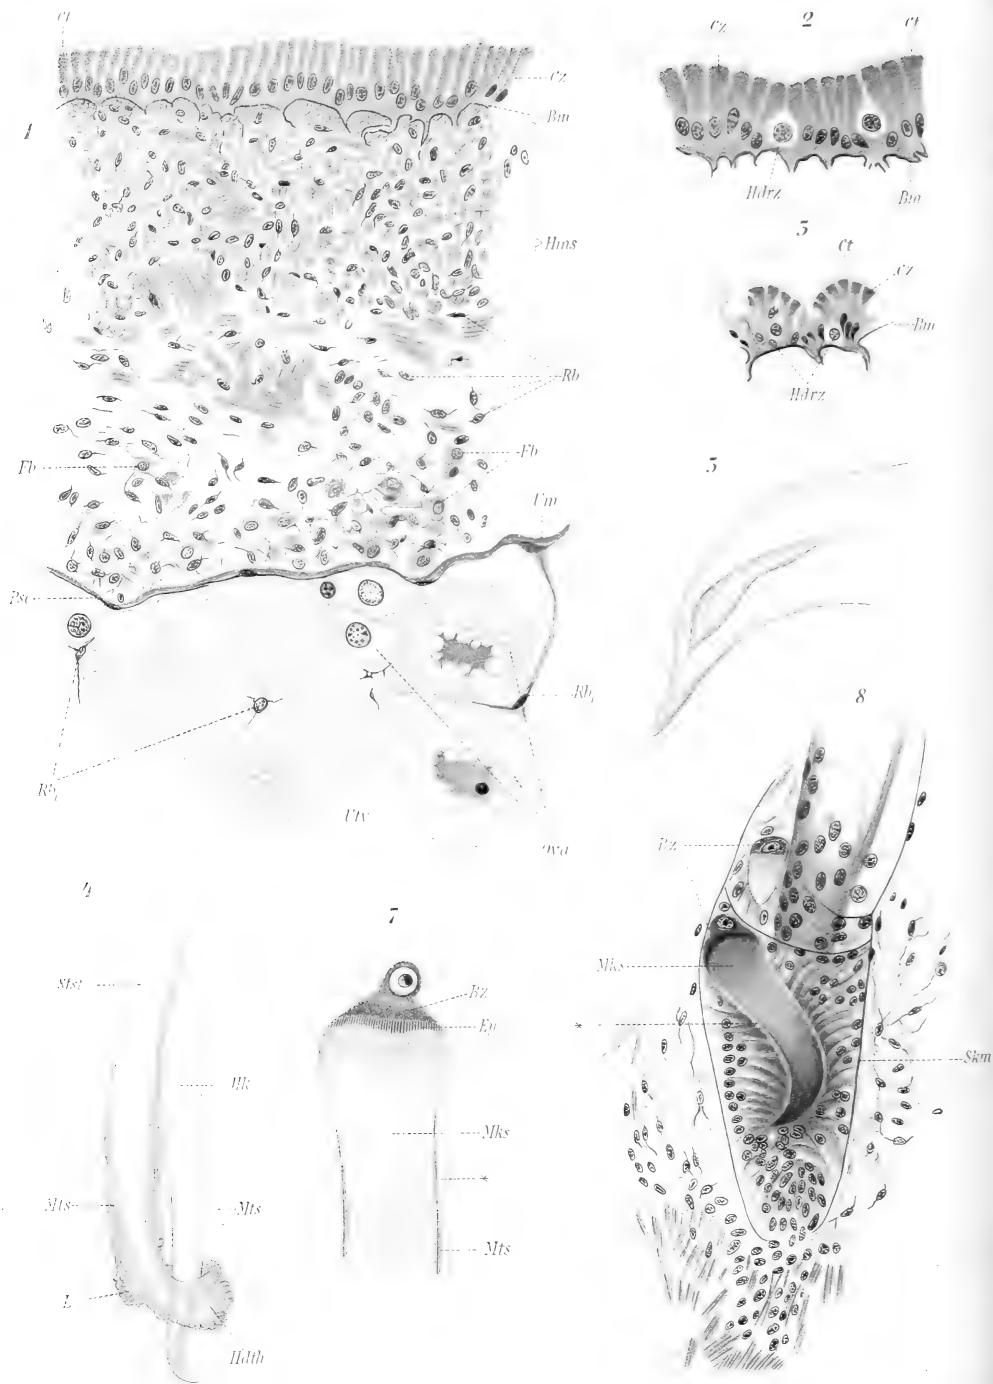 ct
2
cz
ct
cz
Bm
1
Hdrz
Bm
3
ct
Hms
cz
Bm
Rb
Hdrz
Fb
Fb
5
Um
Psc
Rb,
8
Rb,
Utv
ova
Bz
4
7
Mks
Stst
Bz
En
*
Hk
Skm
Mks
Mts
Mts
*
Mts
L
Hdth